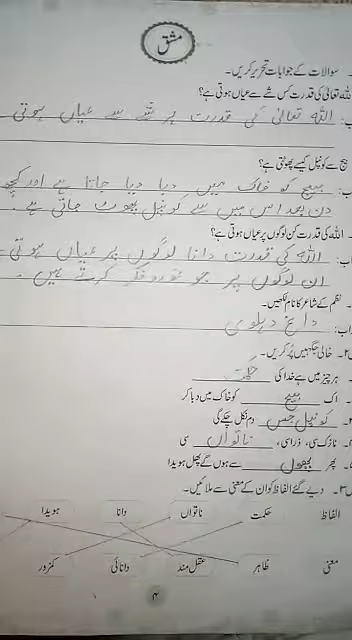 مشق
سوالات کے جوابات تحریر کریں۔
اللہ تعالیٰ کی قدرت کس شے سے عیاں ہوتی ہے؟
اللہ تعالیٰ کی قدرت ہر شے سے عیاں ہوتی
بیج سے کونپل کیسے پھوٹتی ہے؟
بیج کو خاک میں دبا دیا جاتا ہے اور کچھ
دن بعد اس میں سے کونپل پھوٹ جاتی ہے۔
اللہ کی قدرت کن لوگوں پر عیاں ہوتی ہے؟
اللہ کی قدرت دانا لوگوں پر عیاں ہوتی
ان لوگوں پر جو غوروفکر کرتے ہیں۔
نظم کے شاعر کا نام لکھیں۔
داغ دہلوی
خالی جگہیں پُر کریں۔
ہر چیز میں ہے خدا کی حکمت
اک بیج کو خاک میں دبا کر
کونپل جس دم نکل چکے گی
نازک سی، ذرا سی، ناتواں سی
پھر پھول سے ہوں گے پھل ہویدا
دیے گئے الفاظ کو ان کے معنی سے ملائیں۔
الفاظ حکمت ناتواں دانا ہویدا
معنی ظاہر عقل مند دانائی کمزور
۴